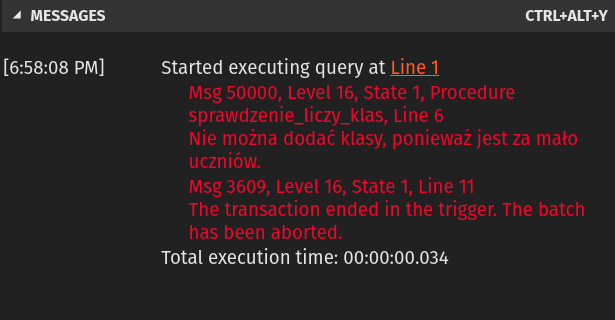 MESSAGES CTRL+ALT+Y
[6:58:08 PM] Started executing query at Line 1
Msg 50000, Level 16, State 1, Procedure
sprawdzenie_liczy_klas, Line 6
Nie można dodać klasy, ponieważ jest za mało
uczniów.
Msg 3609, Level 16, State 1, Line 11
The transaction ended in the trigger. The batch
has been aborted.
Total execution time: 00:00:00.034